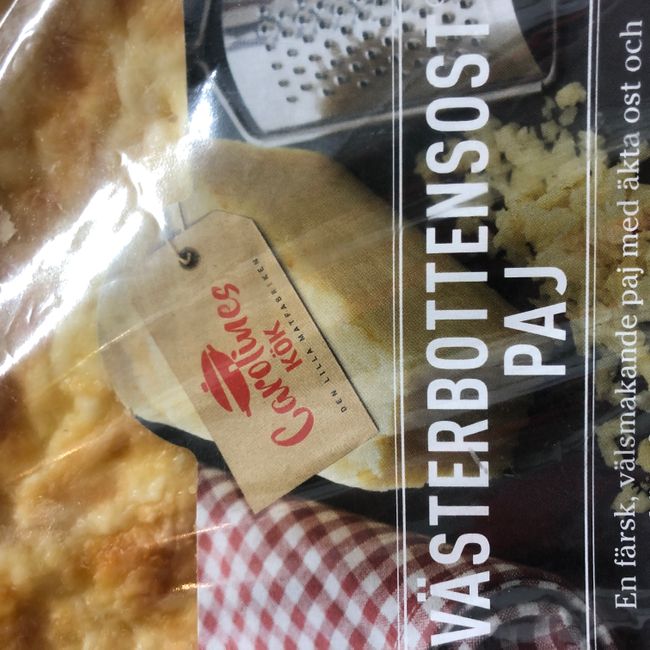 Carolines
KÖK
DEN LILLA MATFABRIKEN
VÄSTERBOTTENSOST®
PAJ
En färsk, välsmakande paj med äkta ost och